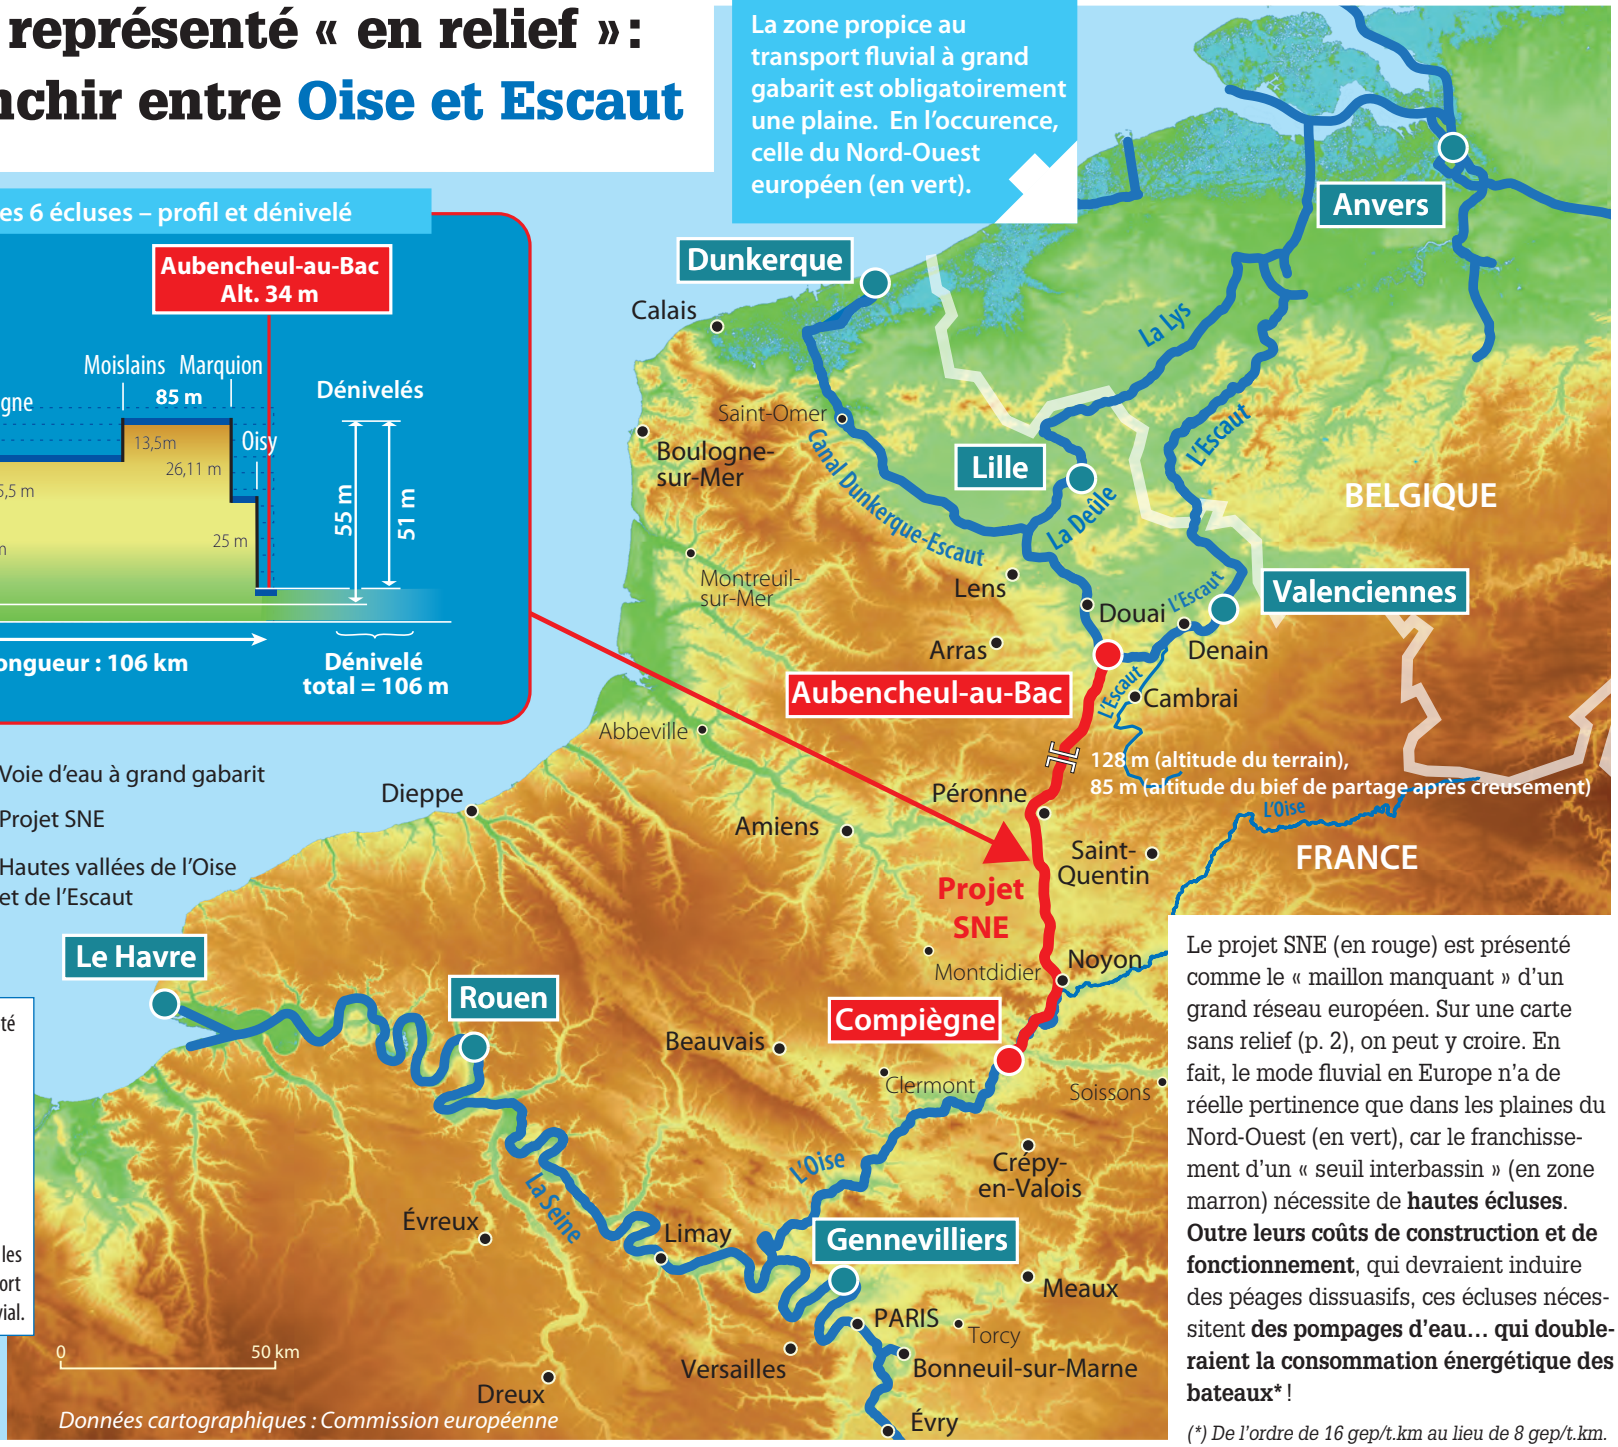 représenté « en relief » :
entre Oise et Escaut
La zone propice au
transport fluvial à grand
gabarit est obligatoirement
une plaine. En l'occurence,
celle du Nord-Ouest
européen (en vert).
6 écluses – profil et dénivelé
Aubencheul-au-Bac
Alt. 34 m
Moislains Marquion
85 m
Dénivelés
13,5m
Oisy
26,11 m
25 m
55 m
51 m
106 km
Dénivelé
total = 106 m
Voie d'eau à grand gabarit
Projet SNE
Hautes vallées de l'Oise
et de l'Escaut
Anvers
Dunkerque
Calais
La Lys
Saint-Omer
Boulogne-
sur-Mer
Canal Dunkerque-Escaut
Lille
L'Escaut
La Deûle
BELGIQUE
Montreuil-
sur-Mer
Lens
Douai
L'Escaut
Valenciennes
Arras
Denain
Aubencheul-au-Bac
L'Escaut
Cambrai
Abbeville
128 m (altitude du terrain),
85 m (altitude du bief de partage après creusement)
Dieppe
Péronne
L'Oise
Amiens
Saint-
Quentin
FRANCE
Projet
SNE
Le Havre
Montdidier
Noyon
Rouen
Compiègne
Beauvais
Clermont
Soissons
L'Oise
Crépy-
en-Valois
La Seine
Évreux
Limay
Gennevilliers
Meaux
PARIS
Torcy
Versailles
Bonneuil-sur-Marne
Dreux
Évry
les
0 50 km
Données cartographiques : Commission européenne
Le projet SNE (en rouge) est présenté
comme le « maillon manquant » d'un
grand réseau européen. Sur une carte
sans relief (p. 2), on peut y croire. En
fait, le mode fluvial en Europe n'a de
réelle pertinence que dans les plaines du
Nord-Ouest (en vert), car le franchisse-
ment d'un « seuil interbassin » (en zone
marron) nécessite de hautes écluses.
Outre leurs coûts de construction et de
fonctionnement, qui devraient induire
des péages dissuasifs, ces écluses néces-
sitent des pompages d'eau... qui double-
raient la consommation énergétique des
bateaux* !
(*) De l'ordre de 16 gep/t.km au lieu de 8 gep/t.km.